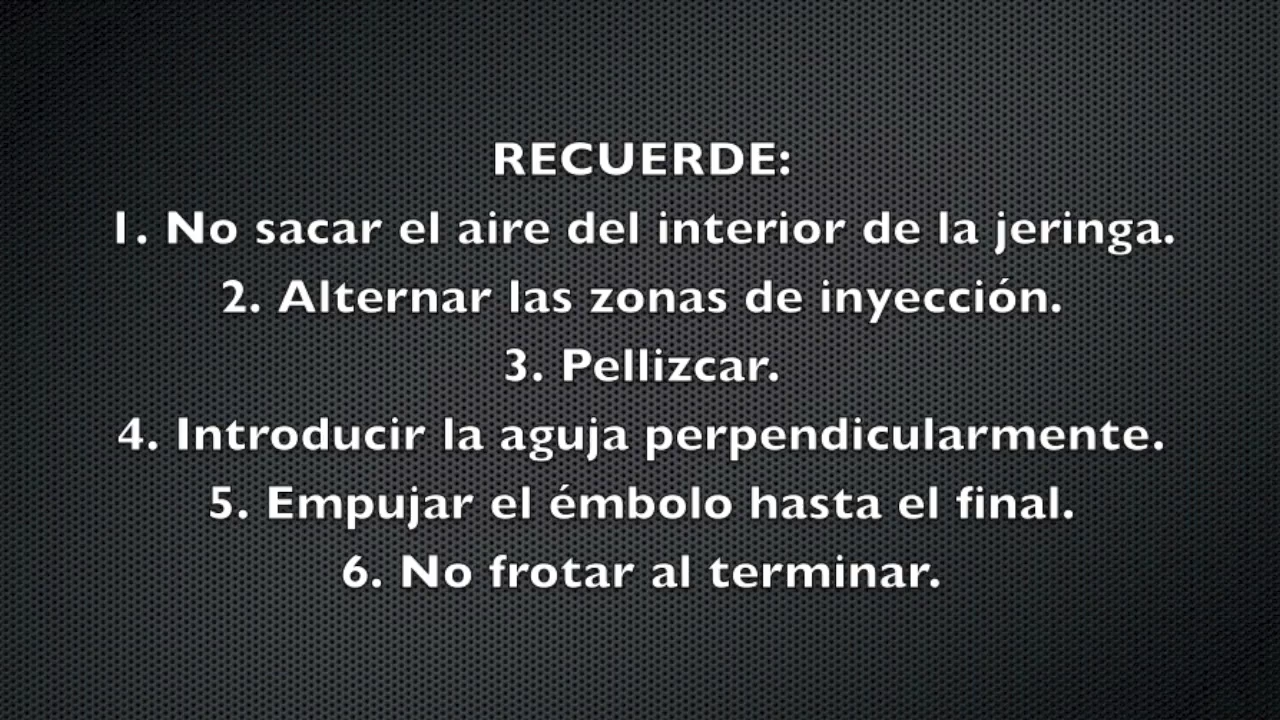 RECUERDE:
1. No sacar el aire del interior de la jeringa.
2. Alternar las zonas de inyección.
3. Pellizcar.
4. Introducir la aguja perpendicularmente.
5. Empujar el émbolo hasta el final.
6. No frotar al terminar.